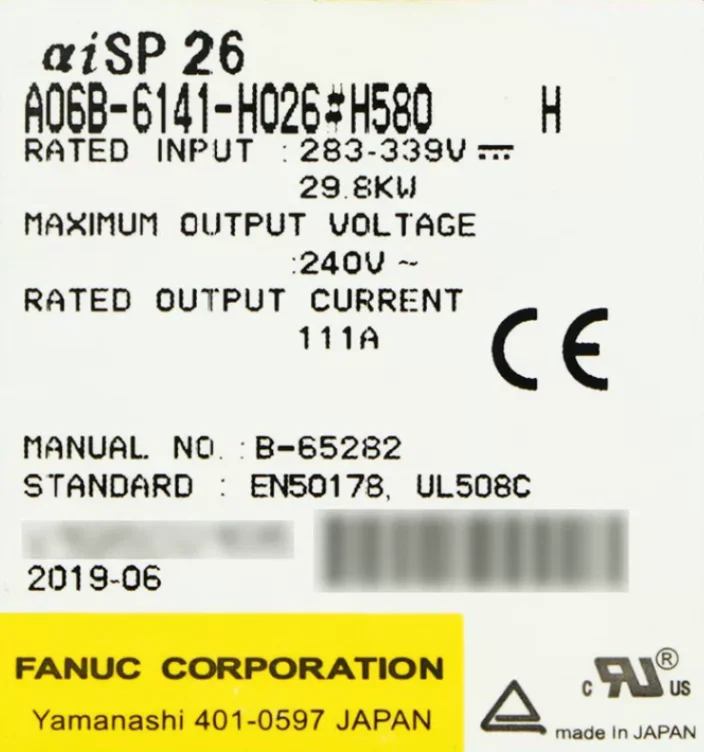 αiSP 26
A06B-6141-H026#H580 H
RATED INPUT : 283-339V ⎓
29.8KW
MAXIMUM OUTPUT VOLTAGE
:240V ~
RATED OUTPUT CURRENT
111A
CE
MANUAL NO. : B-65282
STANDARD : EN50178, UL508C
2019-06
FANUC CORPORATION
Yamanashi 401-0597 JAPAN
c RU ® US
made in JAPAN